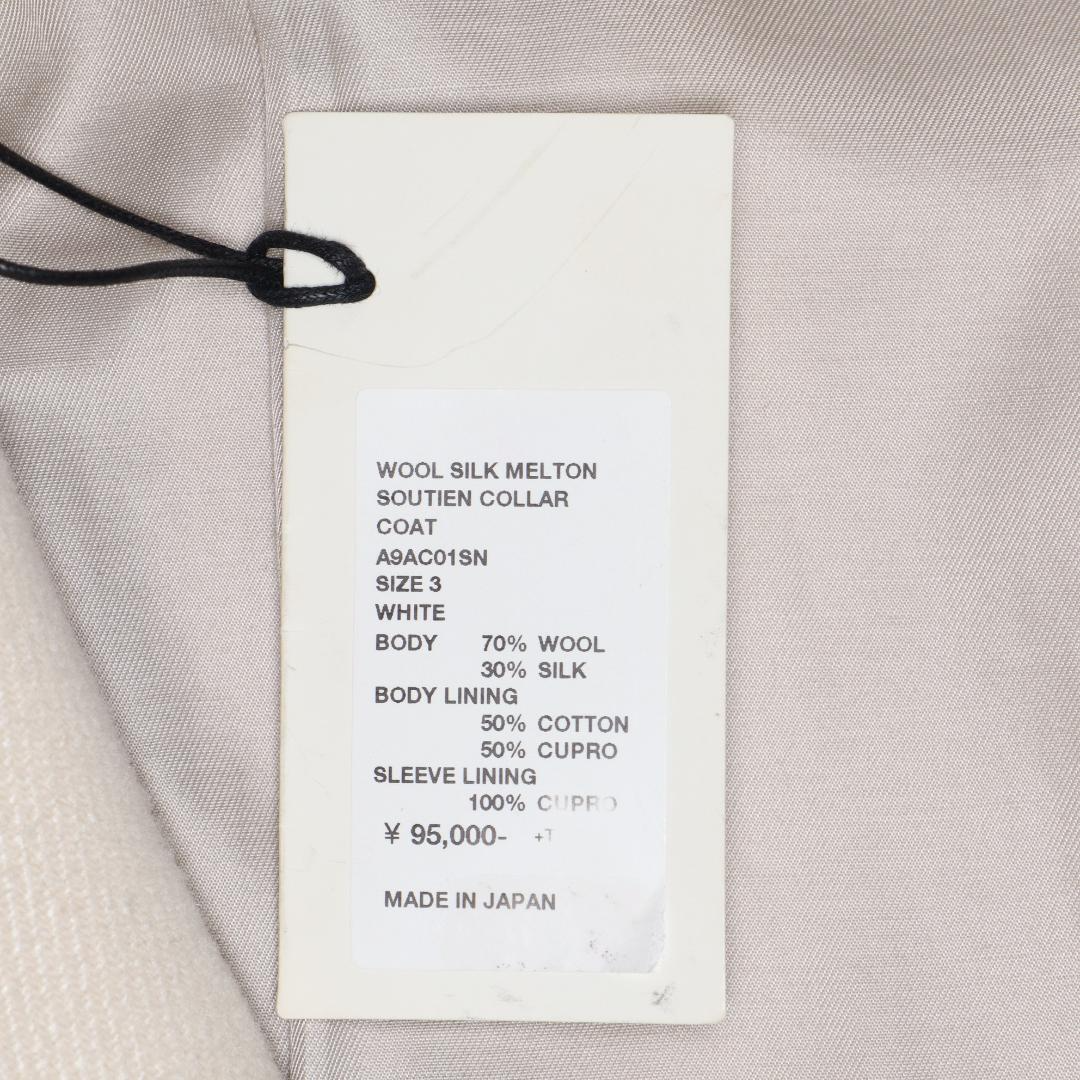 WOOL SILK MELTON
SOUTIEN COLLAR
COAT
A9AC01SN
SIZE 3
WHITE
BODY 70% WOOL
30% SILK
BODY LINING
50% COTTON
50% CUPRO
SLEEVE LINING
100% CUPRO
¥ 95,000- +T
MADE IN JAPAN